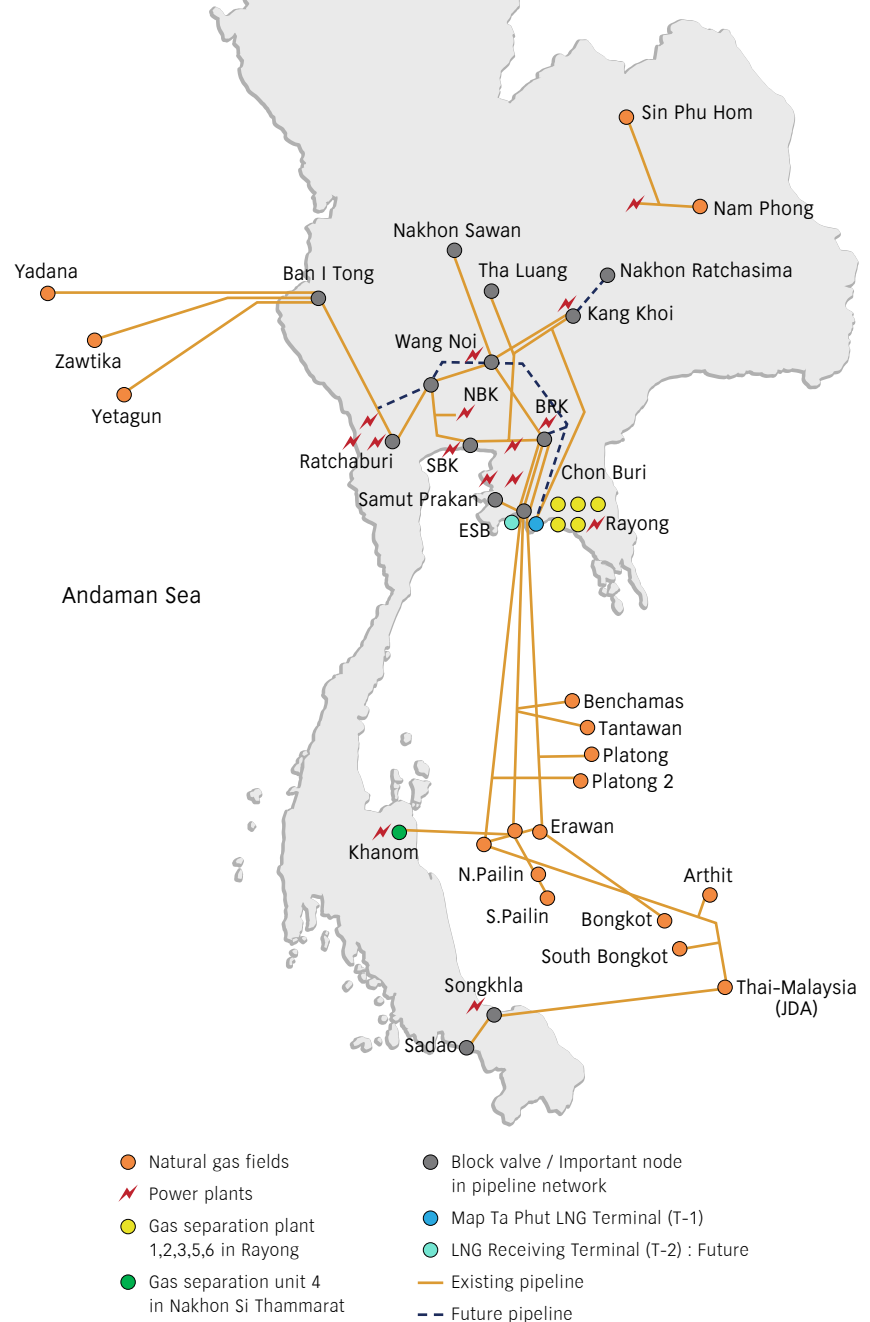 Sin Phu Hom
Nam Phong
Nakhon Sawan
Tha Luang
Nakhon Ratchasima
Yadana
Ban I Tong
Kang Khoi
Zawtika
Wang Noi
Yetagun
NBK
BPK
Ratchaburi
SBK
Chon Buri
Samut Prakan
ESB
Rayong
Andaman Sea
Benchamas
Tantawan
Platong
Platong 2
Erawan
Khanom
N.Pailin
Arthit
S.Pailin
Bongkot
South Bongkot
Songkhla
Thai-Malaysia
(JDA)
Sadao
Natural gas fields
Power plants
Gas separation plant
1,2,3,5,6 in Rayong
Gas separation unit 4
in Nakhon Si Thammarat
Block valve / Important node
in pipeline network
Map Ta Phut LNG Terminal (T-1)
LNG Receiving Terminal (T-2) : Future
Existing pipeline
Future pipeline